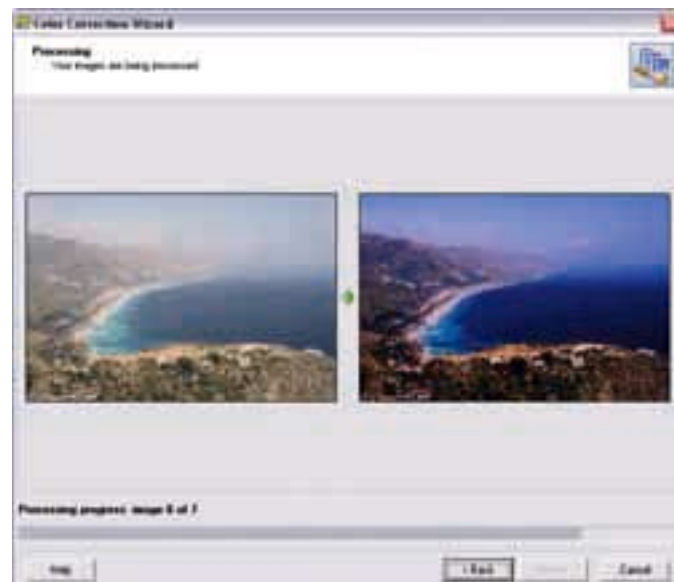 Color Correction Wizard
Processing
Your images are being processed
Processing progress: image 6 of 7
Help
< Back
Cancel